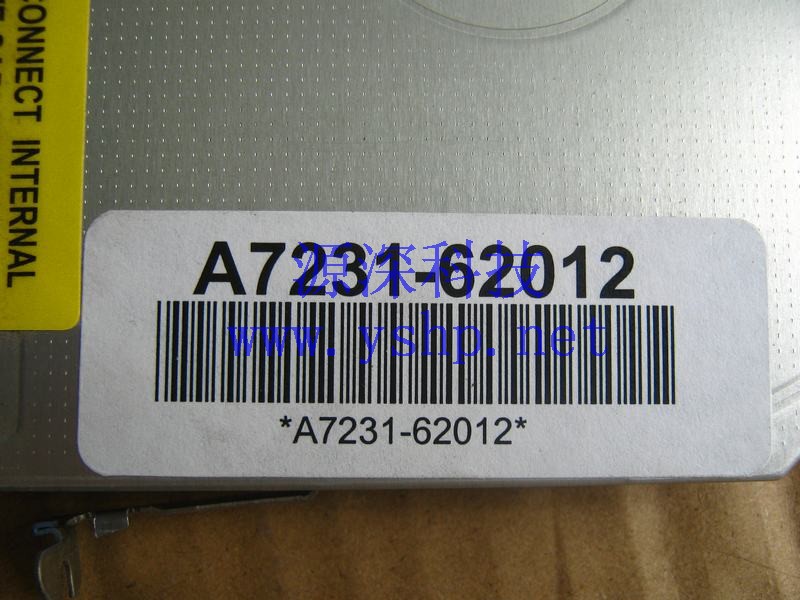 CONNECT INTERNAL
A7231-62012
源深科技
www.yshp.net
*A7231-62012*